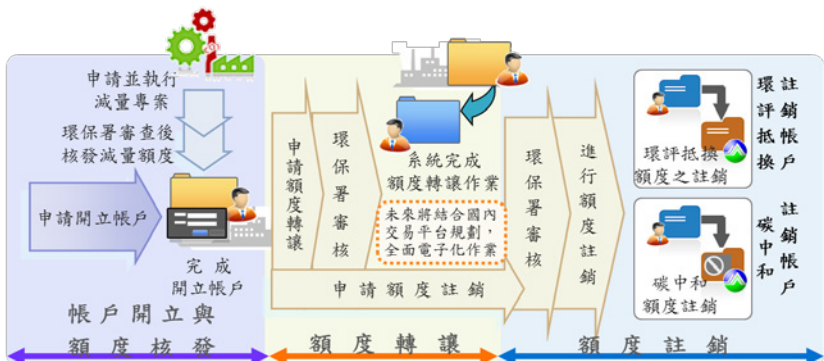 申請並執行
減量專案
環保署審查後
核發減量額度
申請開立帳戶
完成
開立帳戶
帳戶開立與
額度核發
申請額度轉讓
環保署審核
系統完成
額度轉讓作業
未來將結合國內
交易平台規劃，
全面電子化作業
申請額度註銷
額度轉讓
環保署審核
進行額度註銷
環評抵換
額度之註銷
註銷帳戶
環評抵換
碳中和
額度註銷
註銷帳戶
碳中和
額度註銷